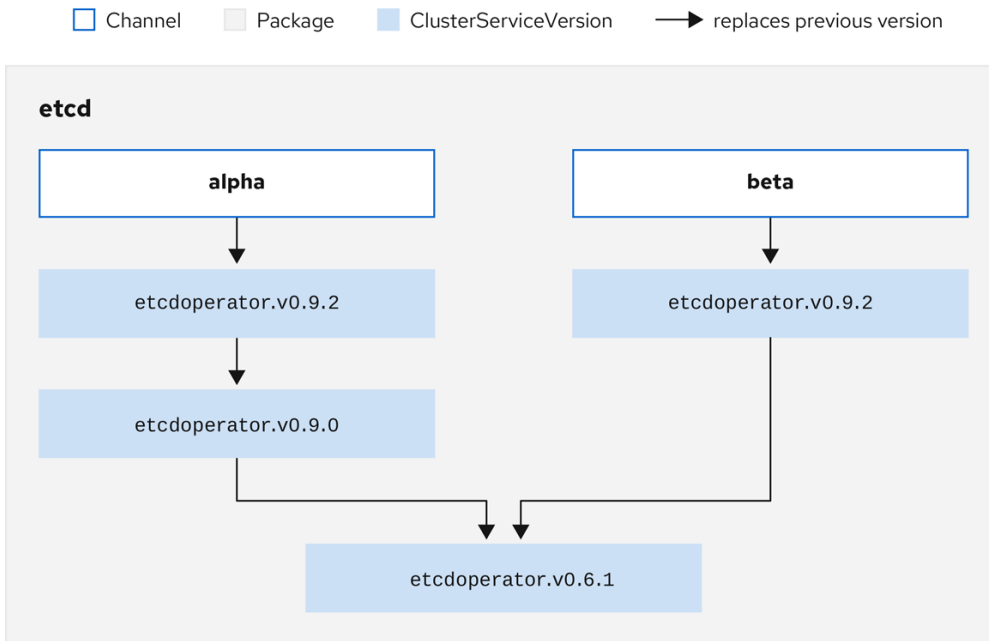 Channel Package ClusterServiceVersion replaces previous version
etcd
alpha beta
etcdoperator.v0.9.2 etcdoperator.v0.9.2
etcdoperator.v0.9.0
etcdoperator.v0.6.1